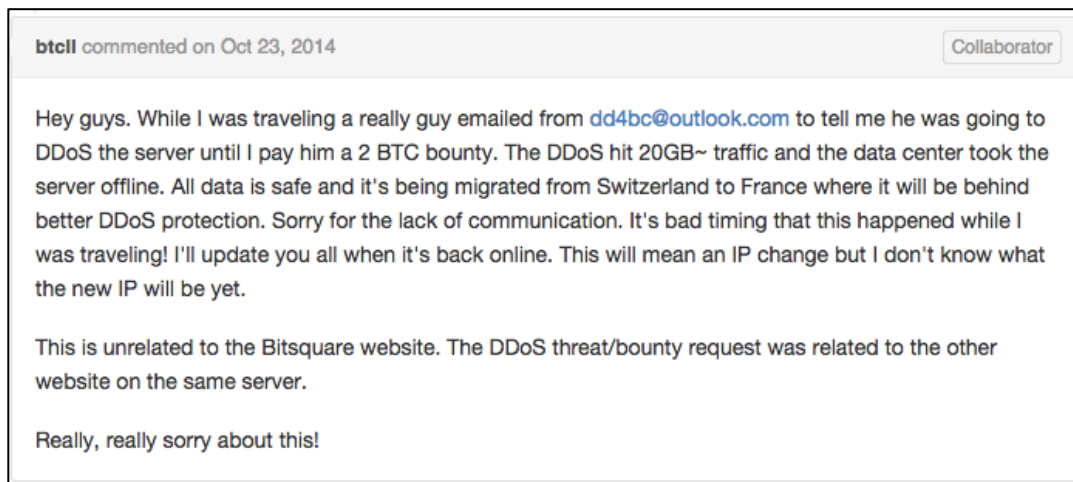 btcll commented on Oct 23, 2014
Collaborator
Hey guys. While I was traveling a really guy emailed from dd4bc@outlook.com to tell me he was going to
DDoS the server until I pay him a 2 BTC bounty. The DDoS hit 20GB~ traffic and the data center took the
server offline. All data is safe and it's being migrated from Switzerland to France where it will be behind
better DDoS protection. Sorry for the lack of communication. It's bad timing that this happened while I
was traveling! I'll update you all when it's back online. This will mean an IP change but I don't know what
the new IP will be yet.
This is unrelated to the Bitsquare website. The DDoS threat/bounty request was related to the other
website on the same server.
Really, really sorry about this!